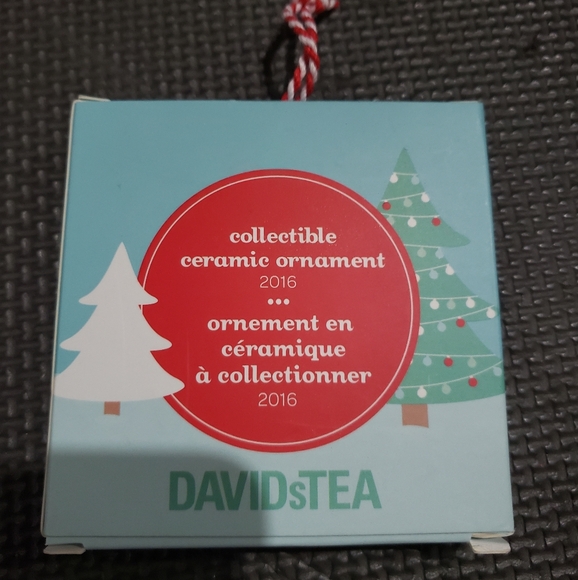 collectible
ceramic ornament
2016
•••
ornement en
céramique
à collectionner
2016
DAVIDsTEA